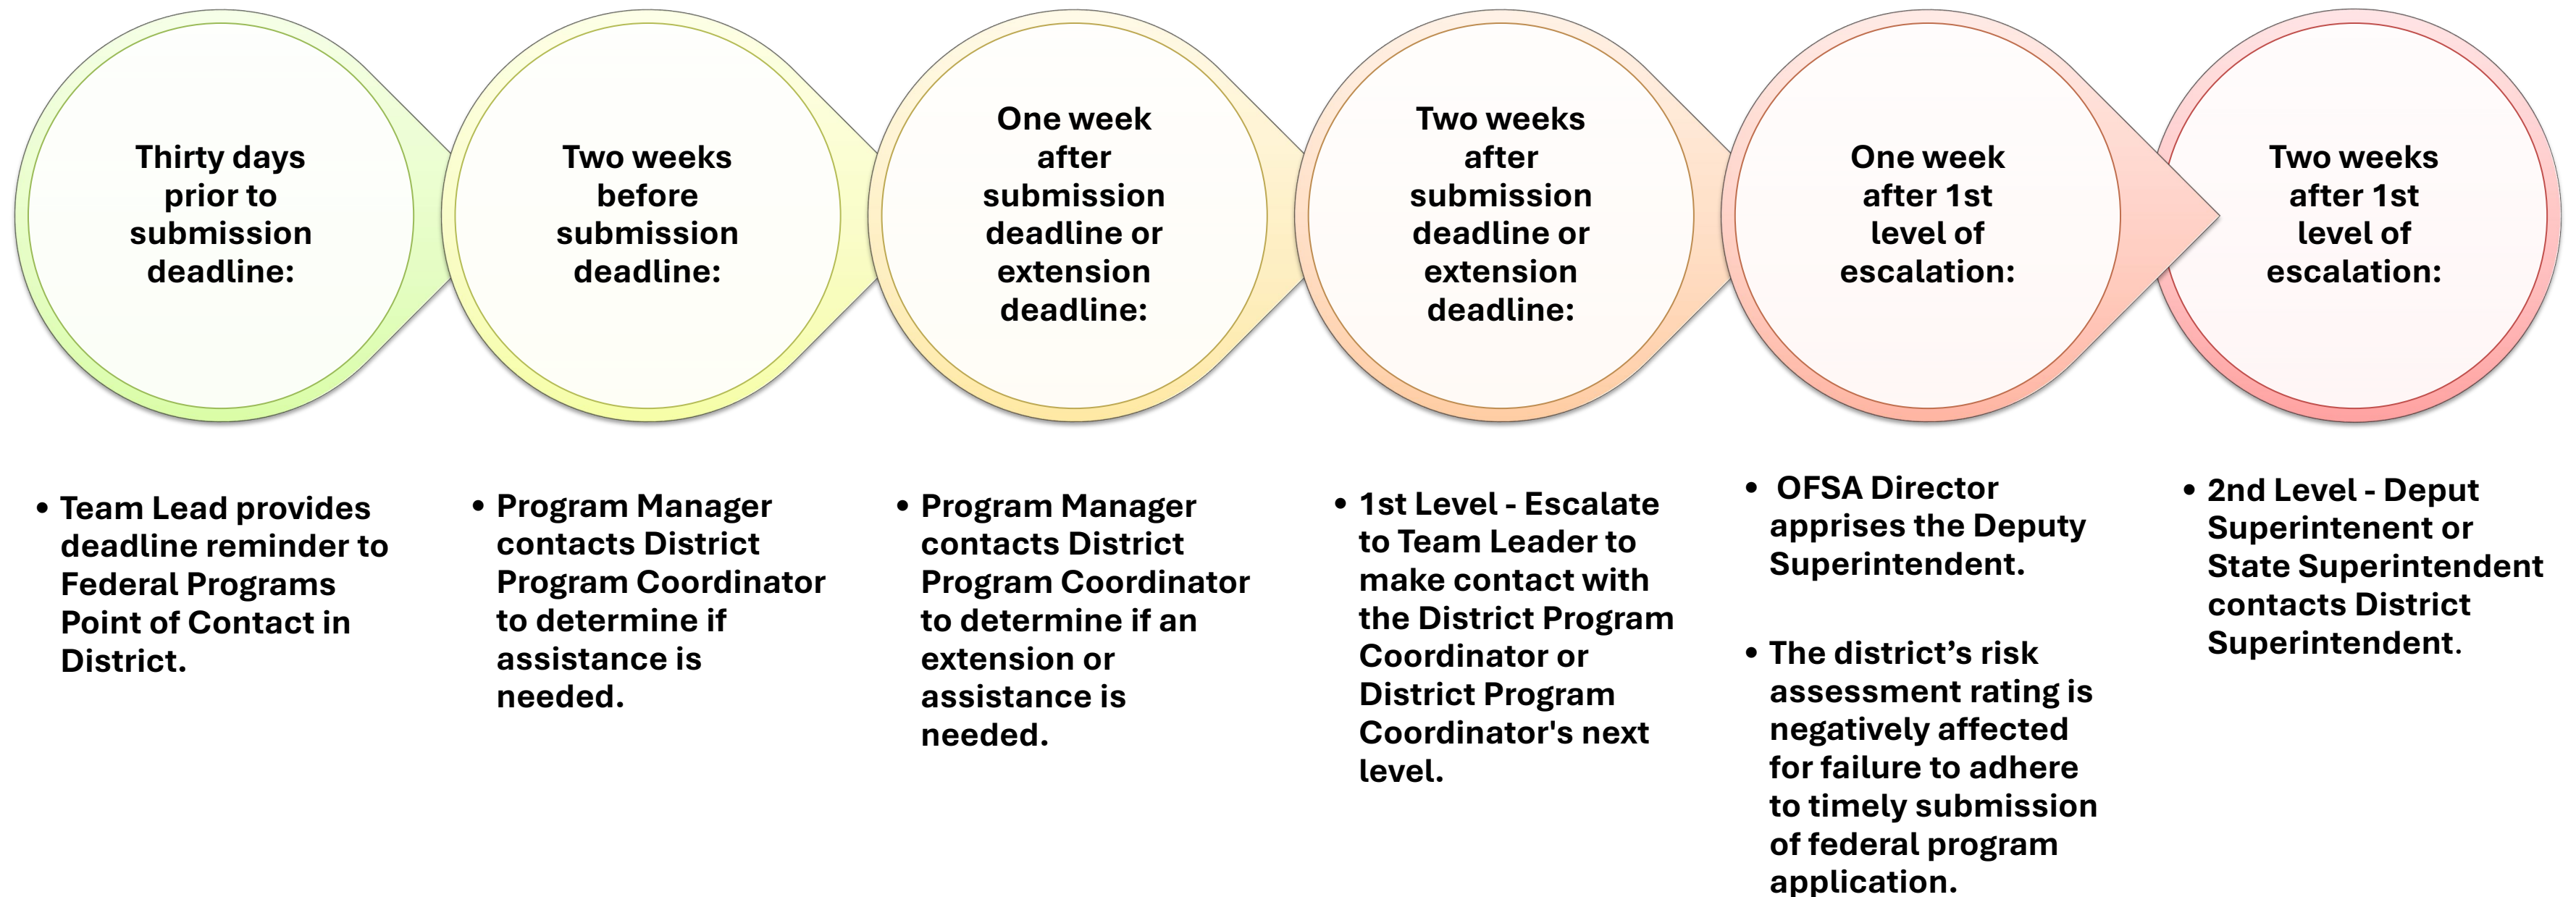 Thirty days
prior to
submission
deadline:
Two weeks
before
submission
deadline:
One week
after
submission
deadline or
extension
deadline:
Two weeks
after
submission
deadline or
extension
deadline:
One week
after 1st
level of
escalation:
Two weeks
after 1st
level of
escalation:
• Team Lead provides
deadline reminder to
Federal Programs
Point of Contact in
District.
• Program Manager
contacts District
Program Coordinator
to determine if
assistance is
needed.
• Program Manager
contacts District
Program Coordinator
to determine if an
extension or
assistance is
needed.
• 1st Level - Escalate
to Team Leader to
make contact with
the District Program
Coordinator or
District Program
Coordinator's next
level.
• OFSA Director
apprises the Deputy
Superintendent.
• The district’s risk
assessment rating is
negatively affected
for failure to adhere
to timely submission
of federal program
application.
• 2nd Level - Deput
Superintenent or
State Superintendent
contacts District
Superintendent.